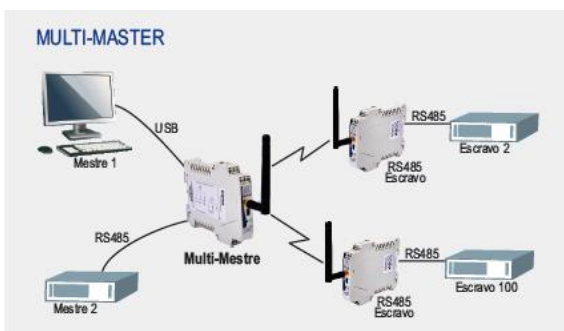 MULTI-MASTER
USB
Mestre 1
RS485
Mestre 2
Multi-Mestre
RS485
Escravo 2
RS485
Escravo
RS485
Escravo 100
RS485
Escravo